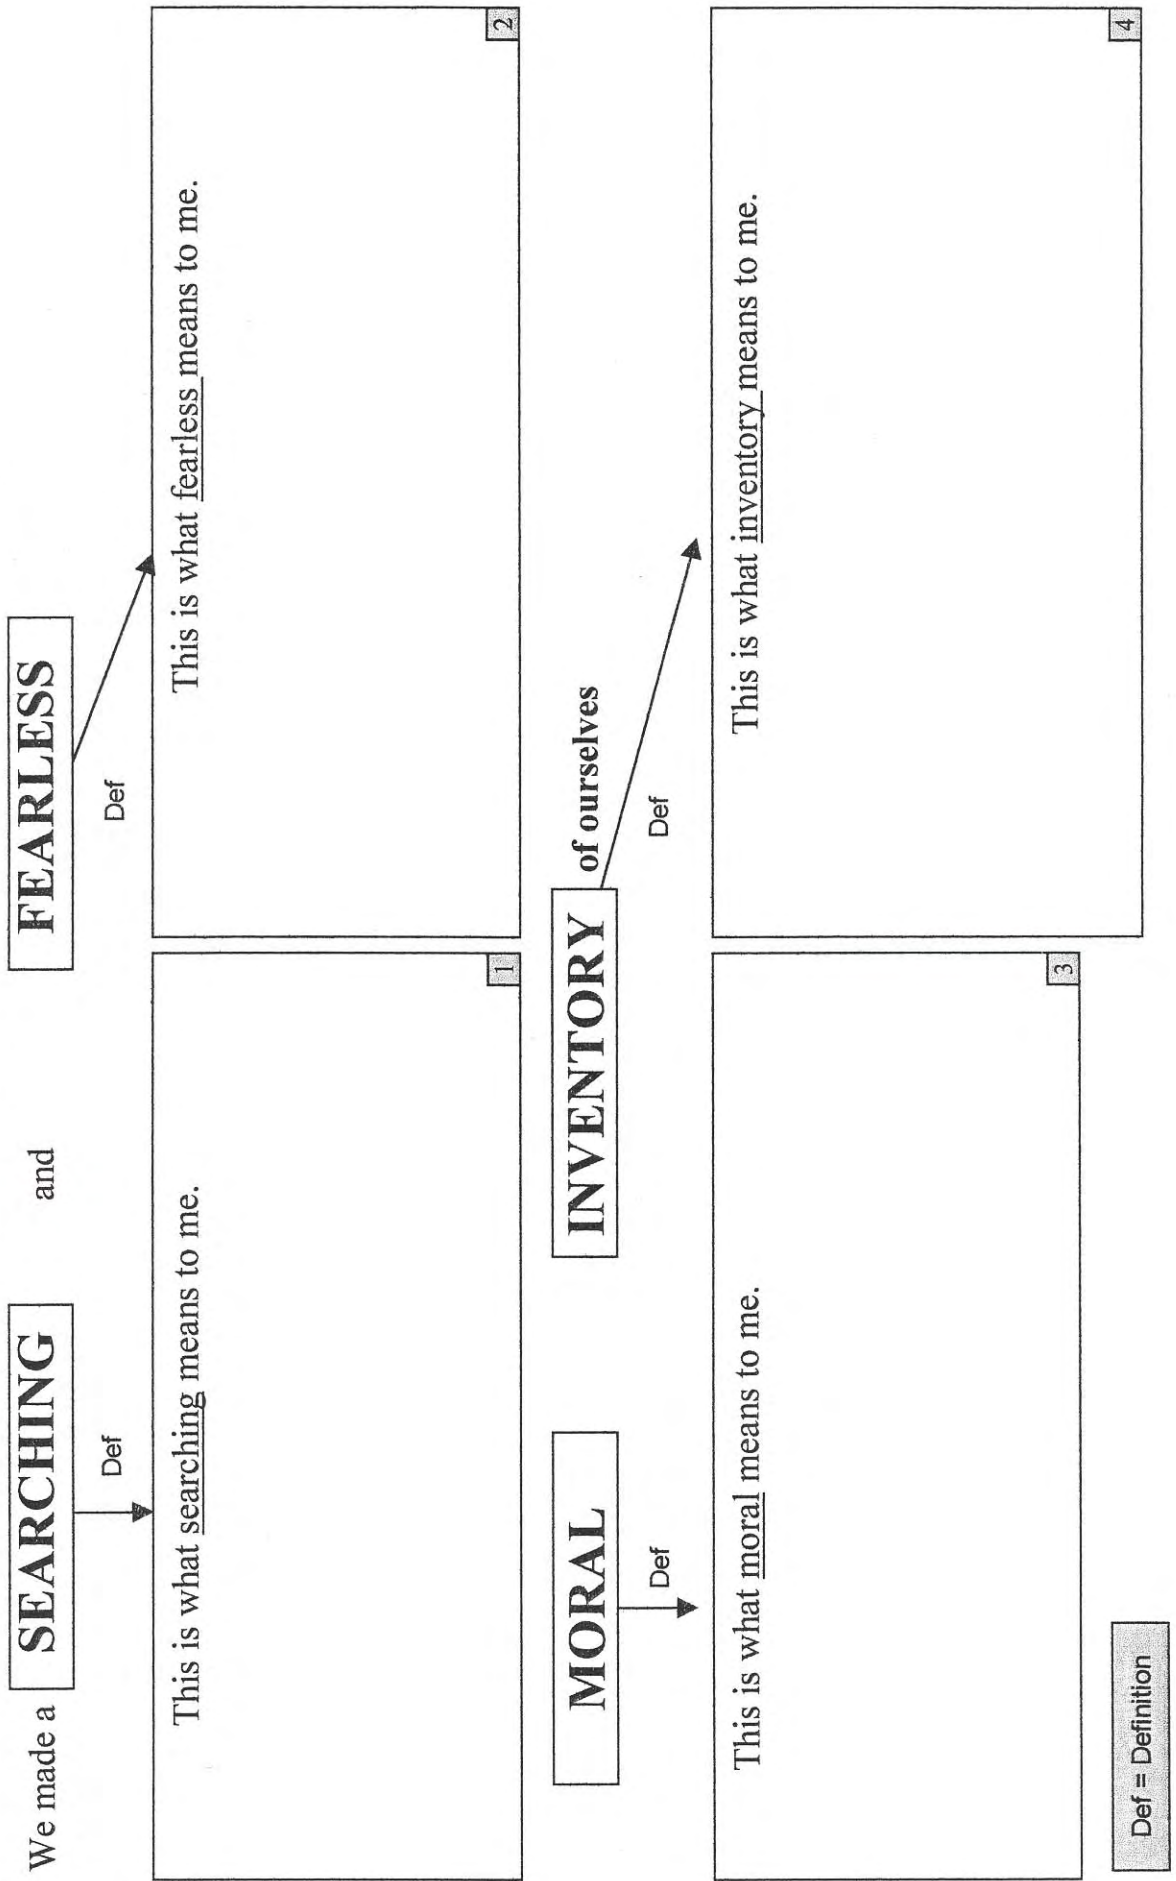 We made a SEARCHING and FEARLESS
Def
Def
This is what searching means to me.
1
This is what fearless means to me.
2
MORAL INVENTORY of ourselves
Def
Def
This is what moral means to me.
3
This is what inventory means to me.
4
Def = Definition